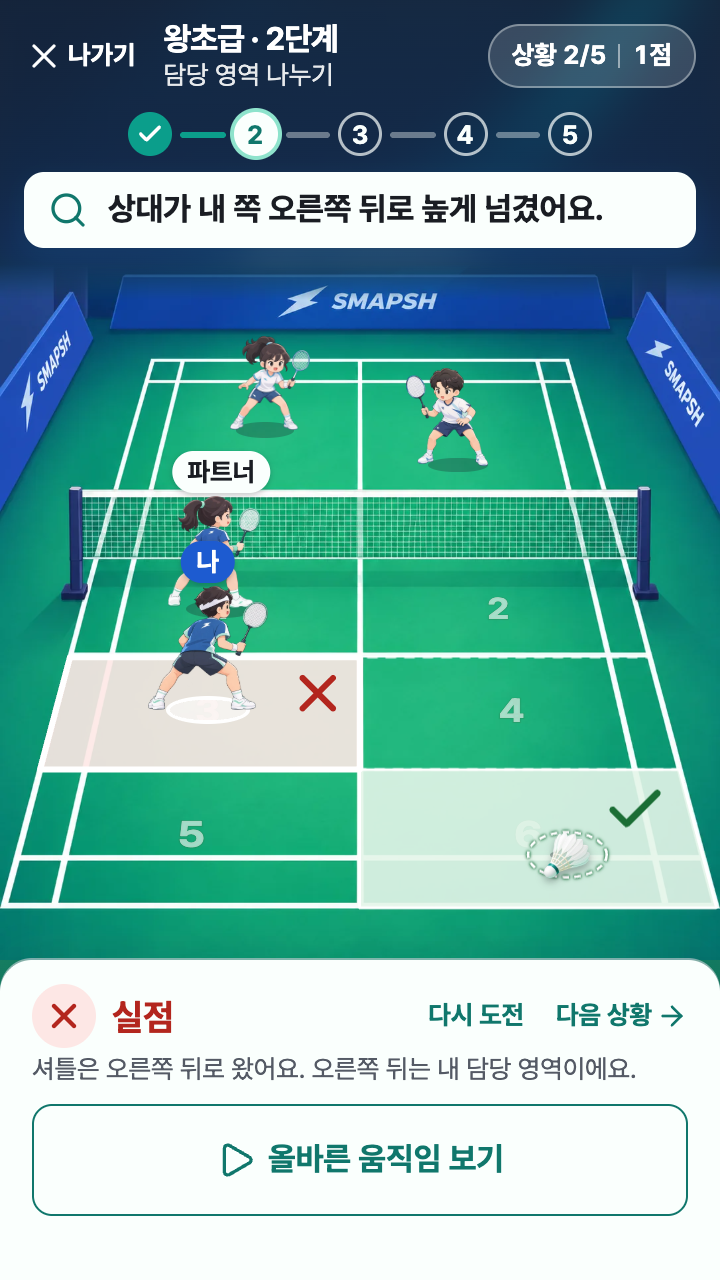 나가기
왕초급 · 2단계
담당 영역 나누기
상황 2/5 | 1점
2
3
4
5
상대가 내 쪽 오른쪽 뒤로 높게 넘겼어요.
SMAPSH
SMAPSH
SMAPSH
파트너
나
2
4
5
6
실점
다시 도전
다음 상황 →
셔틀은 오른쪽 뒤로 왔어요. 오른쪽 뒤는 내 담당 영역이에요.
올바른 움직임 보기